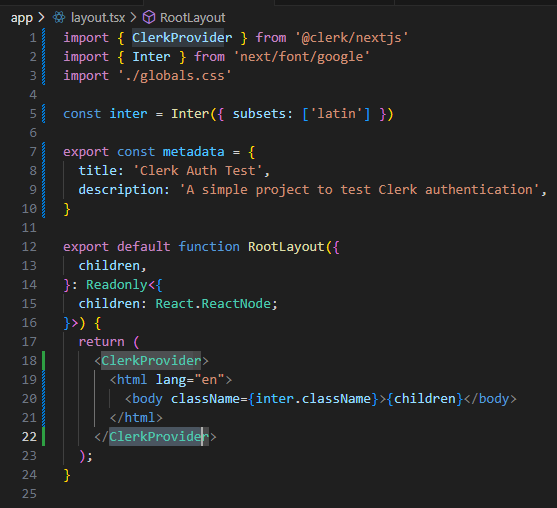 app > layout.tsx > RootLayout
1 import { ClerkProvider } from '@clerk/nextjs'
2 import { Inter } from 'next/font/google'
3 import './globals.css'
4
5 const inter = Inter({ subsets: ['latin'] })
6
7 export const metadata = {
8   title: 'Clerk Auth Test',
9   description: 'A simple project to test Clerk authentication',
10 }
11
12 export default function RootLayout({
13   children,
14 }: Readonly<{
15   children: React.ReactNode;
16 }>) {
17   return (
18     <ClerkProvider>
19       <html lang="en">
20         <body className={inter.className}>{children}</body>
21       </html>
22     </ClerkProvider>
23   );
24 }
25